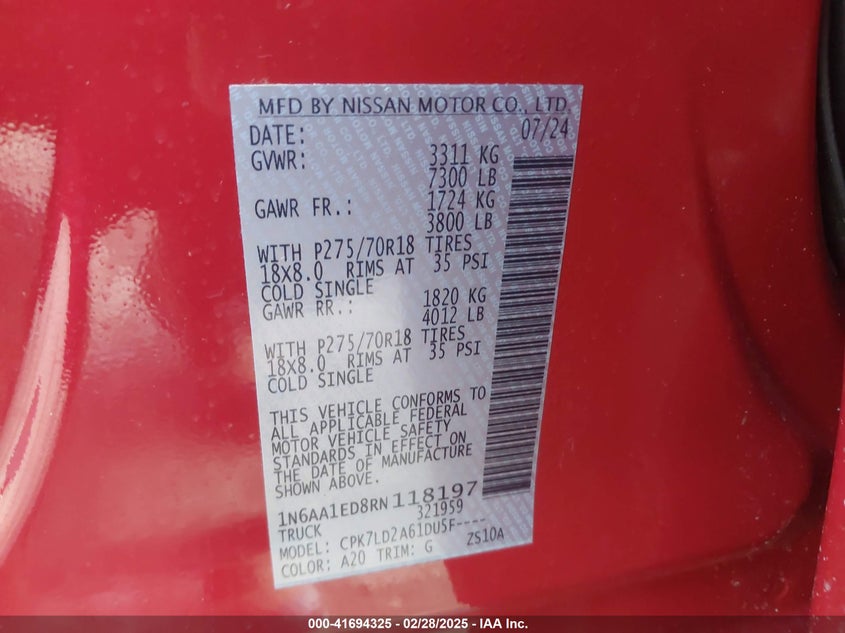 MFD BY NISSAN MOTOR CO., LTD
DATE: 07/24
GVWR: 3311 KG
7300 LB
GAWR FR.: 1724 KG
3800 LB
WITH P275/70R18 TIRES
18X8.0 RIMS AT 35 PSI
COLD SINGLE
GAWR RR.: 1820 KG
4012 LB
WITH P275/70R18 TIRES
18X8.0 RIMS AT 35 PSI
COLD SINGLE
THIS VEHICLE CONFORMS TO
ALL APPLICABLE FEDERAL
MOTOR VEHICLE SAFETY
STANDARDS IN EFFECT ON
THE DATE OF MANUFACTURE
SHOWN ABOVE.
1N6AA1ED8RN118197
TRUCK 321959
MODEL: CPK7LD2A61DU5F----
COLOR: A20 TRIM: G ZS10A
000-41694325 - 02/28/2025 - IAA Inc.